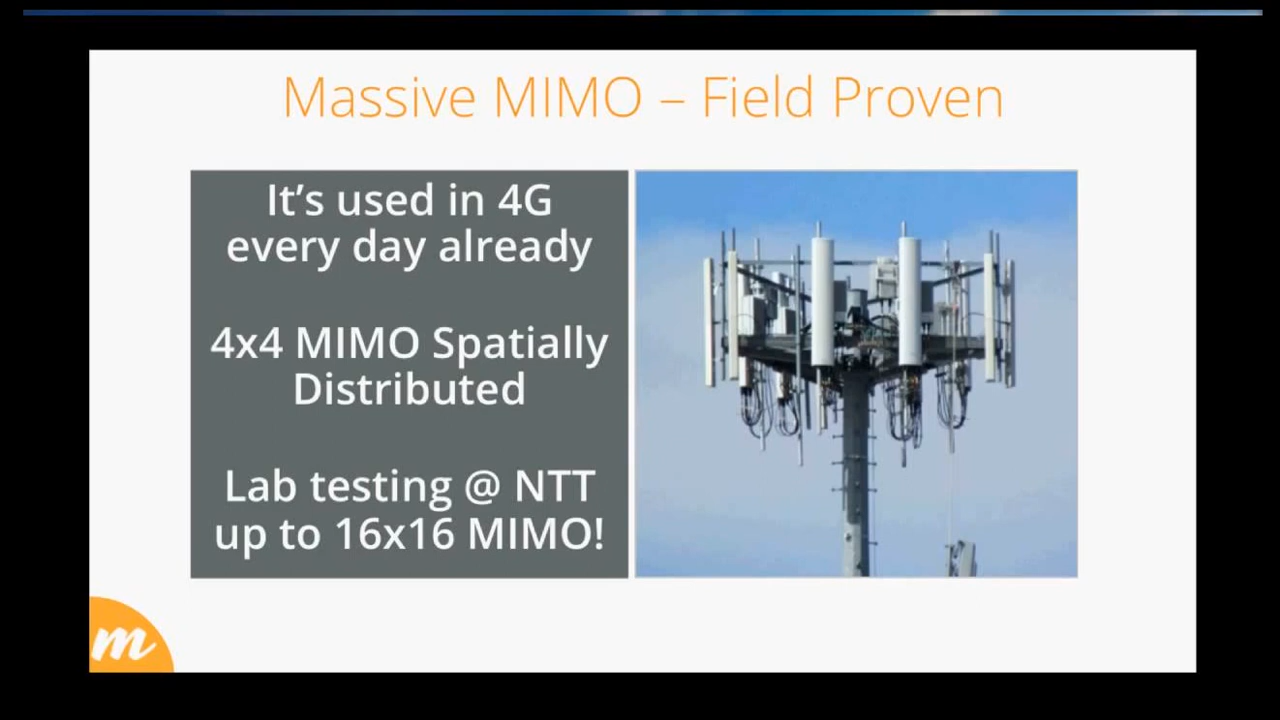 Massive MIMO – Field Proven
It’s used in 4G
every day already
4x4 MIMO Spatially
Distributed
Lab testing @ NTT
up to 16x16 MIMO!
m